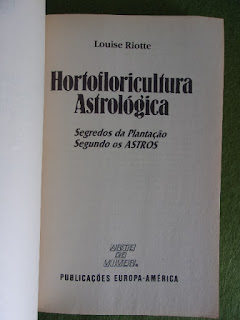 Louise Riotte
Hortofloricultura
Astrológica
Segredos da Plantação
Segundo os ASTROS
PUBLICAÇÕES EUROPA-AMÉRICA